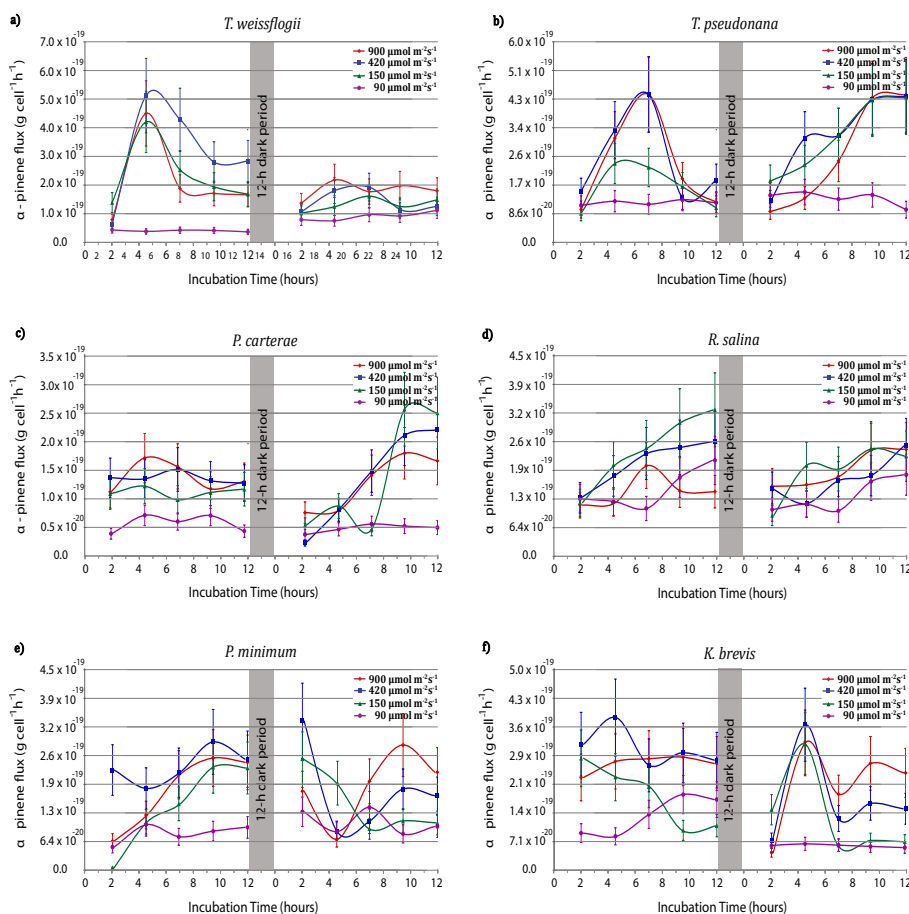 a)
T. weissflogii
α - pinene flux (g cell⁻¹h⁻¹)
7.0 x 10⁻¹⁹
6.0 x 10⁻¹⁹
5.0 x 10⁻¹⁹
4.0 x 10⁻¹⁹
3.0 x 10⁻¹⁹
2.0 x 10⁻¹⁹
1.0 x 10⁻¹⁹
0.0
900 µmol m⁻²s⁻¹
420 µmol m⁻²s⁻¹
150 µmol m⁻²s⁻¹
90 µmol m⁻²s⁻¹
12-h dark period
0 2 2 4 4 6 6 8 8 10 10 12 12 14 0 16 2 18 4 20 6 22 8 24 10 12
Incubation Time (hours)
b)
T. pseudonana
α pinene flux (g cell⁻¹h⁻¹)
6.0 x 10⁻¹⁹
5.1 x 10⁻¹⁹
4.3 x 10⁻¹⁹
3.4 x 10⁻¹⁹
2.6 x 10⁻¹⁹
1.7 x 10⁻¹⁹
8.6 x 10⁻²⁰
0.0
900 µmol m⁻²s⁻¹
420 µmol m⁻²s⁻¹
150 µmol m⁻²s⁻¹
90 µmol m⁻²s⁻¹
12-h dark period
0 2 4 6 8 10 12 0 2 4 6 8 10 12
Incubation Time (hours)
c)
P. carterae
α - pinene flux (g cell⁻¹h⁻¹)
3.5 x 10⁻¹⁹
3.0 x 10⁻¹⁹
2.5 x 10⁻¹⁹
2.0 x 10⁻¹⁹
1.5 x 10⁻¹⁹
1.0 x 10⁻¹⁹
0.5 x 10⁻²⁰
0.0
900 µmol m⁻²s⁻¹
420 µmol m⁻²s⁻¹
150 µmol m⁻²s⁻¹
90 µmol m⁻²s⁻¹
12-h dark period
0 2 4 6 8 10 12 0 2 4 6 8 10 12
Incubation Time (hours)
d)
R. salina
α pinene flux (g cell⁻¹h⁻¹)
4.5 x 10⁻¹⁹
3.9 x 10⁻¹⁹
3.2 x 10⁻¹⁹
2.6 x 10⁻¹⁹
1.9 x 10⁻¹⁹
1.3 x 10⁻¹⁹
6.4 x 10⁻²⁰
0.0
900 µmol m⁻²s⁻¹
420 µmol m⁻²s⁻¹
150 µmol m⁻²s⁻¹
90 µmol m⁻²s⁻¹
12-h dark period
0 2 4 6 8 10 12 0 2 4 6 8 10 12
Incubation Time (hours)
e)
P. minimum
α pinene flux (g cell⁻¹h⁻¹)
4.5 x 10⁻¹⁹
3.9 x 10⁻¹⁹
3.2 x 10⁻¹⁹
2.6 x 10⁻¹⁹
1.9 x 10⁻¹⁹
1.3 x 10⁻¹⁹
6.4 x 10⁻²⁰
0.0
900 µmol m⁻²s⁻¹
420 µmol m⁻²s⁻¹
150 µmol m⁻²s⁻¹
90 µmol m⁻²s⁻¹
12-h dark period
0 2 4 6 8 10 12 0 2 4 6 8 10 12
Incubation Time (hours)
f)
K. brevis
α pinene flux (g cell⁻¹h⁻¹)
5.0 x 10⁻¹⁹
4.3 x 10⁻¹⁹
3.6 x 10⁻¹⁹
2.9 x 10⁻¹⁹
2.1 x 10⁻¹⁹
1.4 x 10⁻¹⁹
7.1 x 10⁻²⁰
0.0
900 µmol m⁻²s⁻¹
420 µmol m⁻²s⁻¹
150 µmol m⁻²s⁻¹
90 µmol m⁻²s⁻¹
12-h dark period
0 2 4 6 8 10 12 0 2 4 6 8 10 12
Incubation Time (hours)